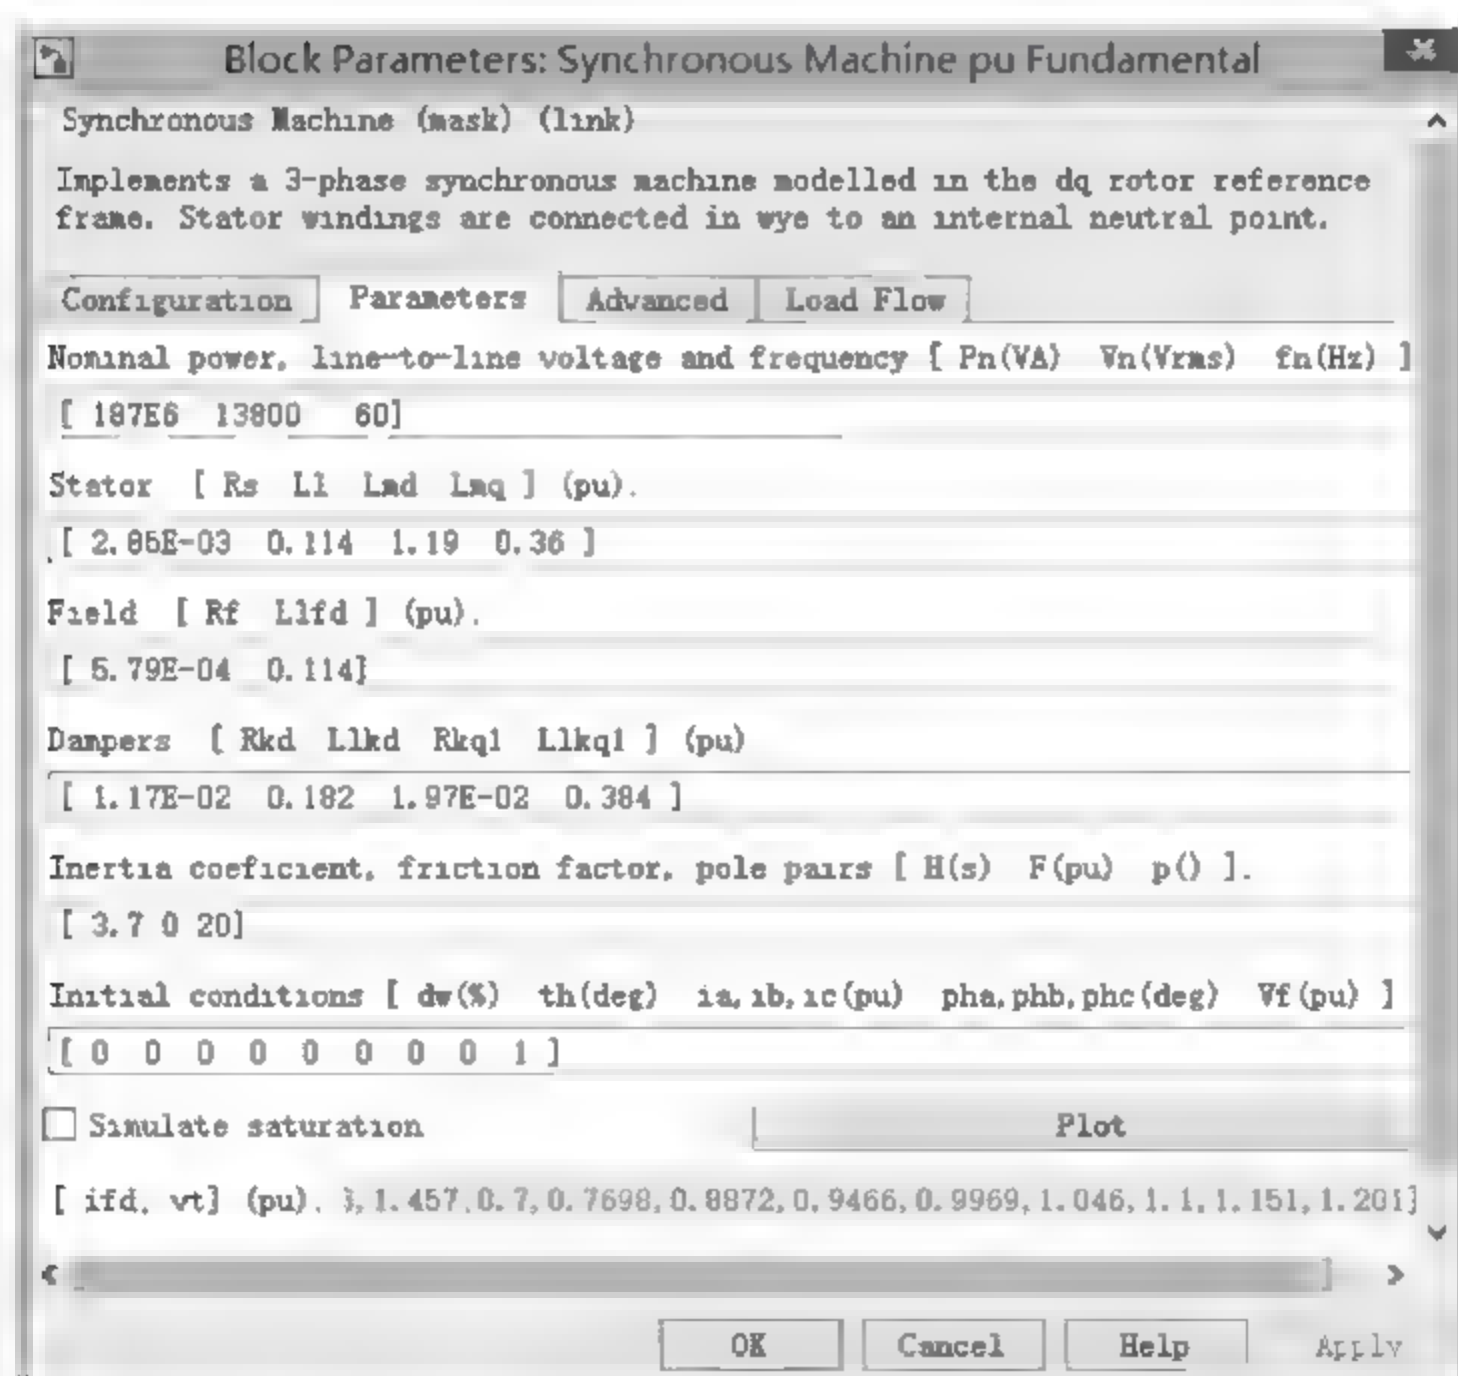 Block Parameters: Synchronous Machine pu Fundamental
Synchronous Machine (mask) (link)
Implements a 3-phase synchronous machine modelled in the dq rotor reference
frame. Stator windings are connected in wye to an internal neutral point.
Configuration Parameters Advanced Load Flow
Nominal power, line-to-line voltage and frequency [ Pn(VA) Vn(Vrms) fn(Hz) ]
[ 187E6 13800 60]
Stator [ Rs Ll Lmd Lmq ] (pu).
[ 2.85E-03 0.114 1.19 0.36 ]
Field [ Rf Llfd ] (pu).
[ 5.79E-04 0.114]
Dampers [ Rkd Llkd Rkq1 Llkq1 ] (pu)
[ 1.17E-02 0.182 1.97E-02 0.384 ]
Inertia coeficient, friction factor, pole pairs [ H(s) F(pu) p() ].
[ 3.7 0 20]
Initial conditions [ dw(%) th(deg) ia,ib,ic(pu) pha,phb,phc(deg) Vf(pu) ]
[ 0 0 0 0 0 0 0 0 1 ]
Simulate saturation Plot
[ ifd, vt] (pu). ,1.457,0.7,0.7698,0.8872,0.9466,0.9969,1.046,1.1,1.151,1.201]
OK Cancel Help Apply